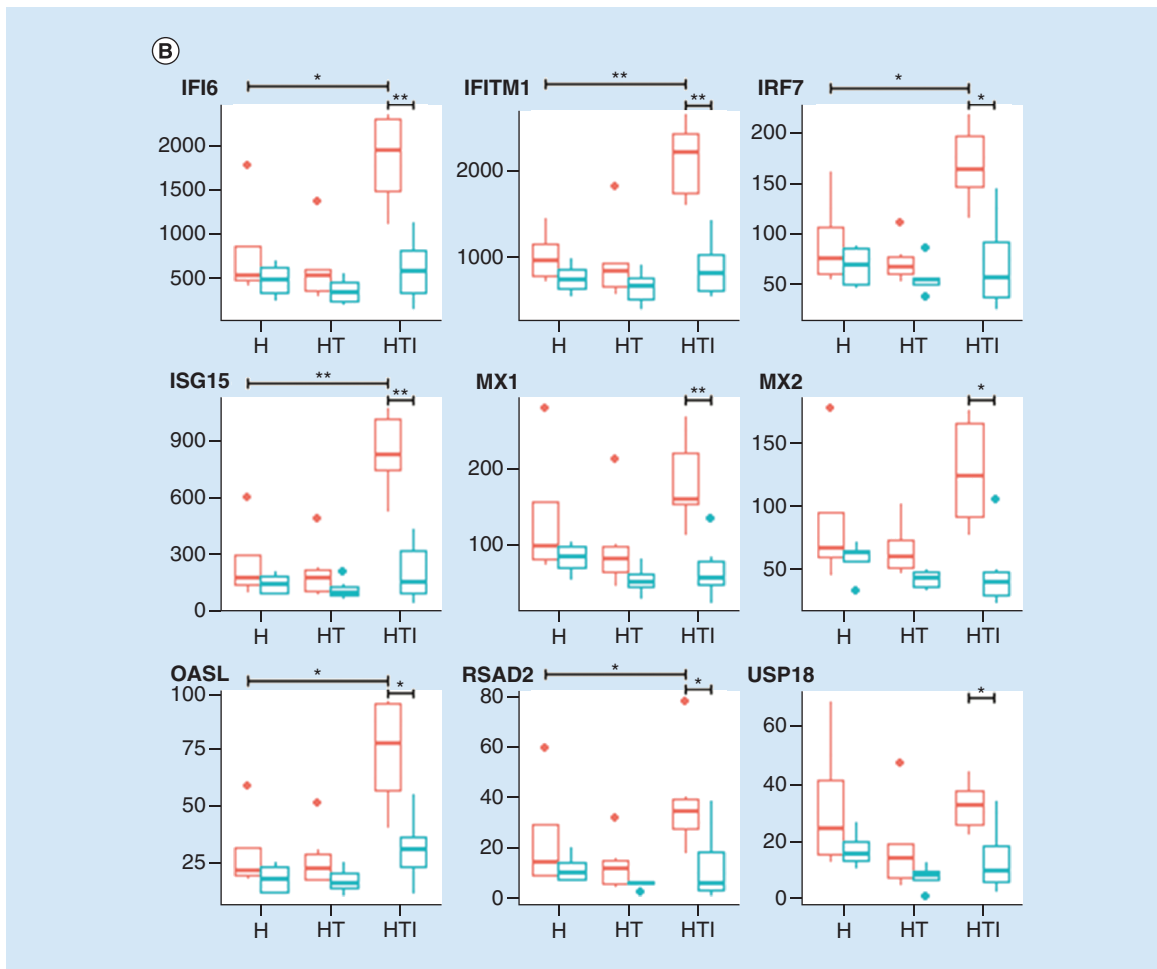 B
IFI6 * **
2000
1500
1000
500
H HT HTI
IFITM1 ** **
2000
1000
H HT HTI
IRF7 * *
200
150
100
50
H HT HTI
ISG15 ** **
900
600
300
0
H HT HTI
MX1 **
200
100
H HT HTI
MX2 *
150
100
50
H HT HTI
OASL * *
100
75
50
25
H HT HTI
RSAD2 * *
80
60
40
20
0
H HT HTI
USP18 *
60
40
20
0
H HT HTI